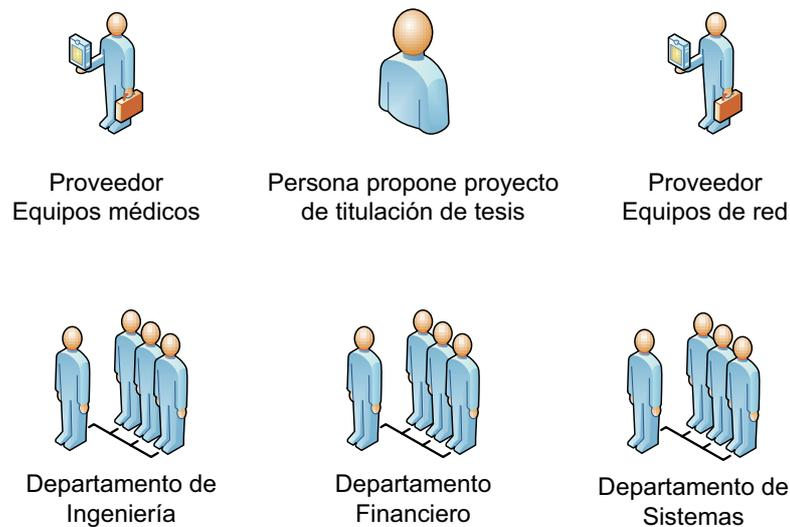 Proveedor
Equipos médicos
Persona propone proyecto
de titulación de tesis
Proveedor
Equipos de red
Departamento de
Ingeniería
Departamento
Financiero
Departamento de
Sistemas